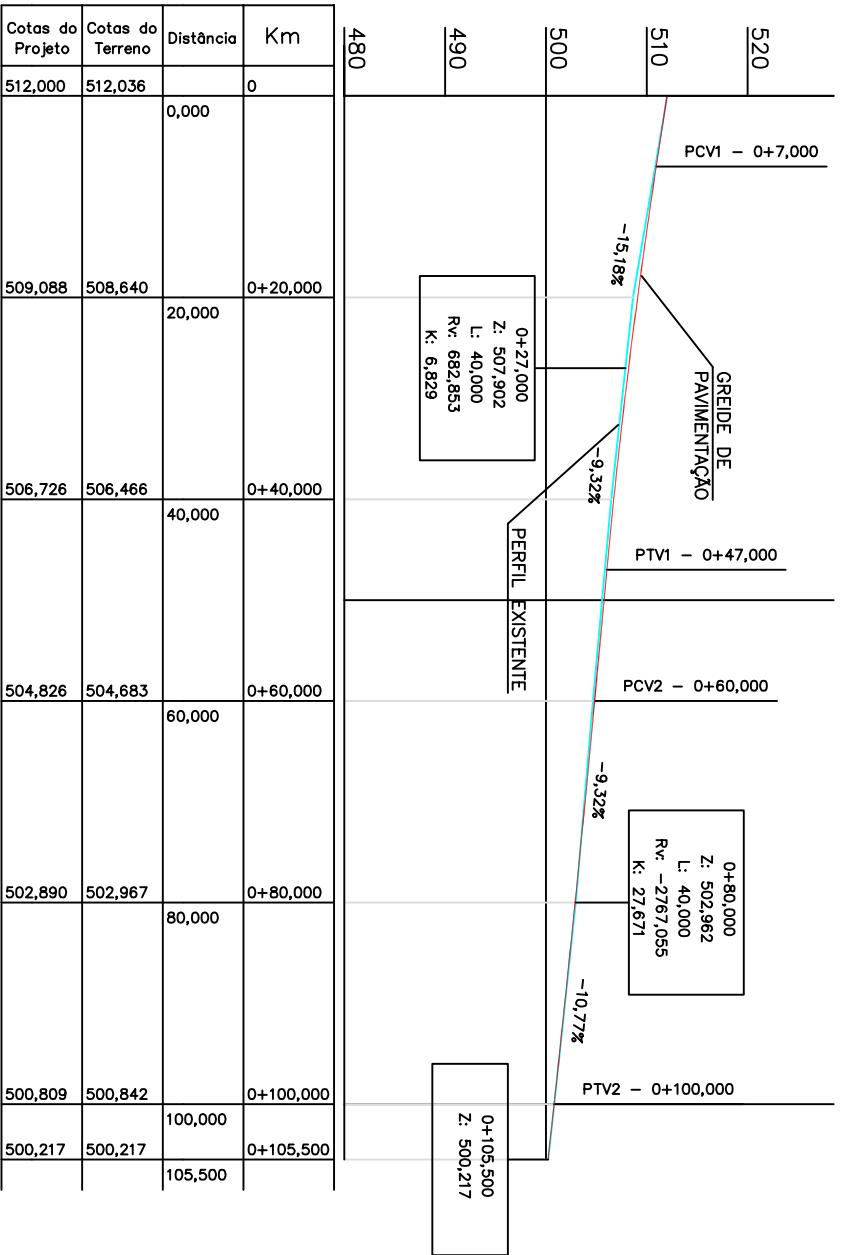 Cotas do
Projeto
Cotas do
Terreno
Distância
Km
480
490
500
510
520
512,000
512,036
0
0,000
PCV1 – 0+7,000
-15,18%
509,088
508,640
0+20,000
20,000
0+27,000
Z: 507,902
L: 40,000
Rv: 682,853
K: 6,829
GREIDE DE
PAVIMENTAÇÃO
-9,32%
506,726
506,466
0+40,000
40,000
PERFIL EXISTENTE
PTV1 – 0+47,000
504,826
504,683
0+60,000
60,000
PCV2 – 0+60,000
-9,32%
0+80,000
Z: 502,962
L: 40,000
Rv: -2767,055
K: 27,671
502,890
502,967
0+80,000
80,000
-10,77%
500,809
500,842
0+100,000
100,000
PTV2 – 0+100,000
0+105,500
Z: 500,217
500,217
500,217
0+105,500
105,500